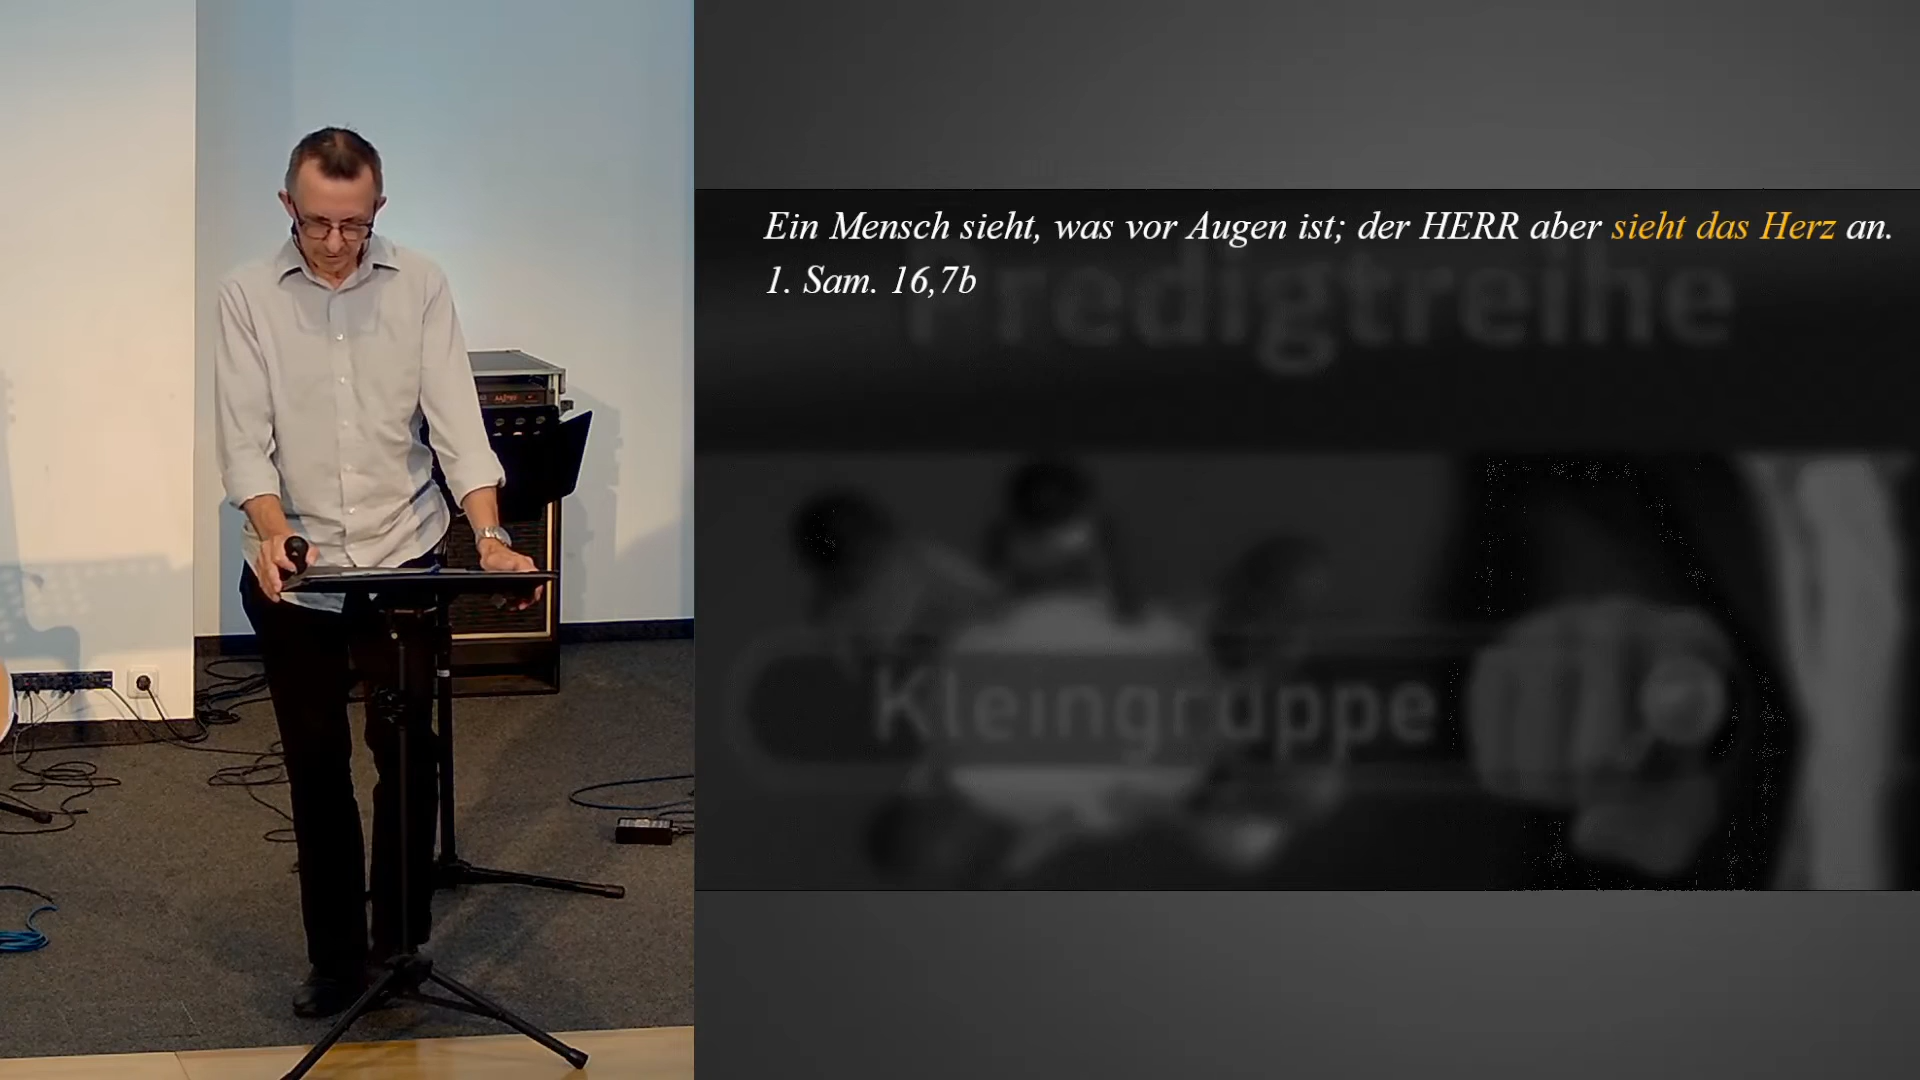 Ein Mensch sieht, was vor Augen ist; der HERR aber sieht das Herz an.
1. Sam. 16,7b
Predigtreihe
Kleingruppe